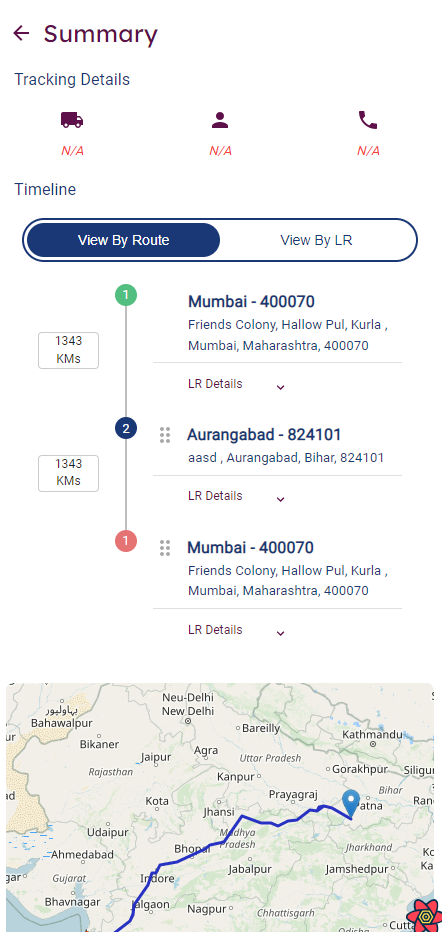 Summary
Tracking Details
N/A
N/A
N/A
Timeline
View By Route
View By LR
1
Mumbai - 400070
Friends Colony, Hallow Pul, Kurla ,
Mumbai, Maharashtra, 400070
1343
KMs
LR Details
2
Aurangabad - 824101
aasd , Aurangabad, Bihar, 824101
1343
KMs
LR Details
1
Mumbai - 400070
Friends Colony, Hallow Pul, Kurla ,
Mumbai, Maharashtra, 400070
LR Details
Neu-Delhi
New Delhi
بہاولپور
Bahawalpur
Bareilly
Kathmandu
Bikaner
Agra
Jaipur
Uttar Pradesh
Rajasthan
Kanpur
Gorakhpur
Siligur
Bihar
Kota
Prayagraj
atna
Ran
Jhansi
Udaipur
Madhya
Pradesh
Bhopal
Jharkhand
Ahmedabad
Jabalpur
Jamshedpur
Gujarat
Indore
Bhavnagar
Jalgaon
Nagpur
Chhattisgarh
Odisha
Cutta